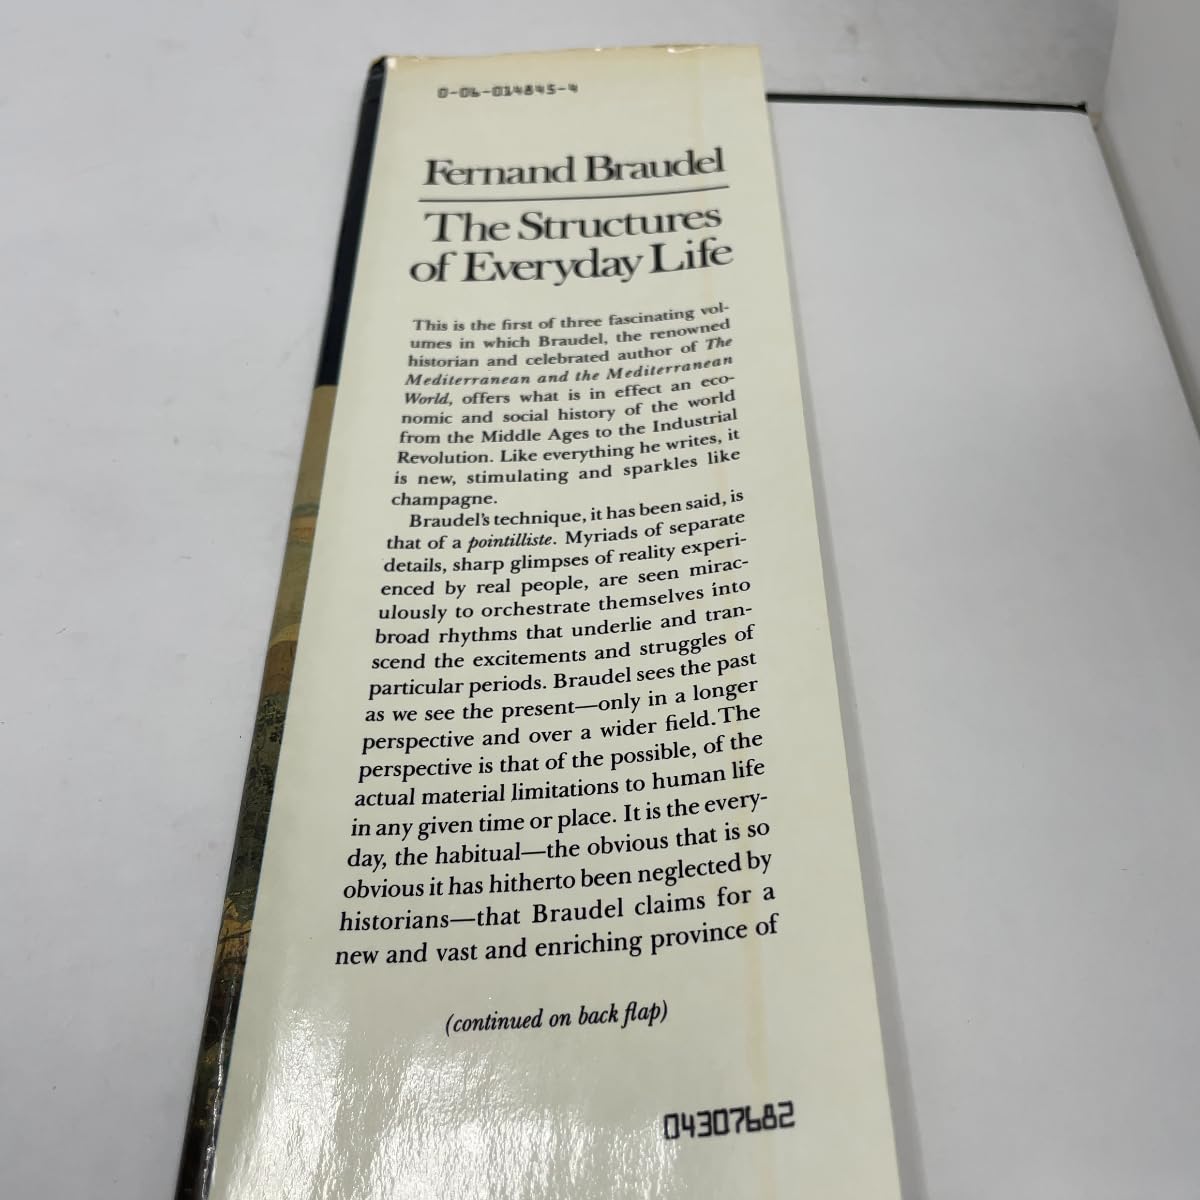 0-06-014845-4
Fernand Braudel
The Structures
of Everyday Life
This is the first of three fascinating vol-
umes in which Braudel, the renowned
historian and celebrated author of The
Mediterranean and the Mediterranean
World, offers what is in effect an eco-
nomic and social history of the world
from the Middle Ages to the Industrial
Revolution. Like everything he writes, it
is new, stimulating and sparkles like
champagne.
Braudel's technique, it has been said, is
that of a pointilliste. Myriads of separate
details, sharp glimpses of reality experi-
enced by real people, are seen mirac-
ulously to orchestrate themselves into
broad rhythms that underlie and tran-
scend the excitements and struggles of
particular periods. Braudel sees the past
as we see the present—only in a longer
perspective and over a wider field. The
perspective is that of the possible, of the
actual material limitations to human life
in any given time or place. It is the every-
day, the habitual—the obvious that is so
obvious it has hitherto been neglected by
historians—that Braudel claims for a
new and vast and enriching province of
(continued on back flap)
04307682